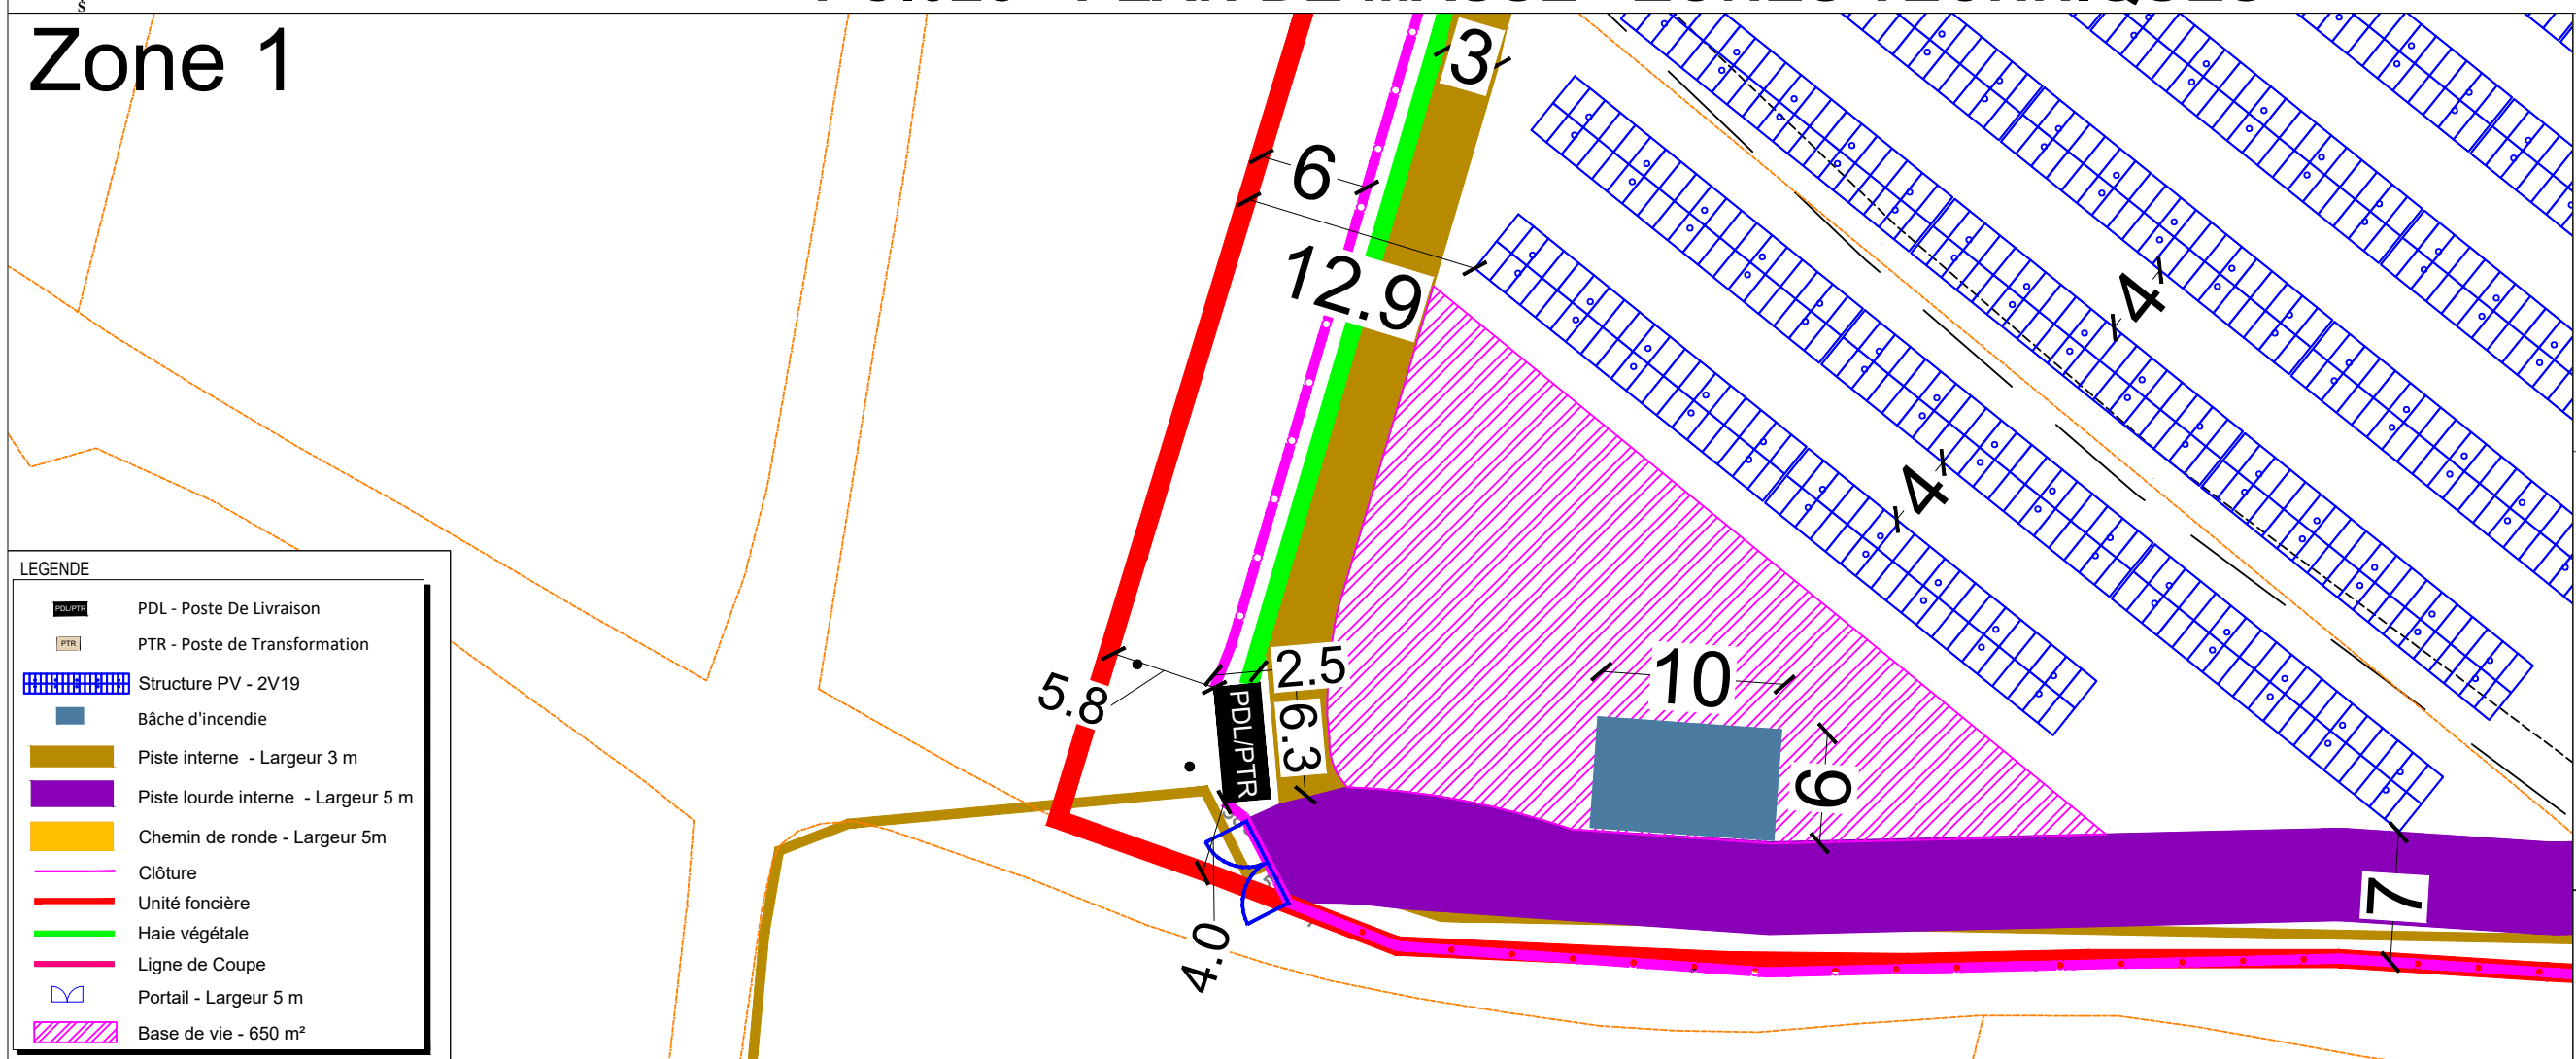 Zone 1
3
6
12.9
4
4
2.5
5.8
6.3
PDL/PTR
10
6
7
4.0
LEGENDE
PDL/PTR PDL - Poste De Livraison
PTR PTR - Poste de Transformation
Structure PV - 2V19
Bâche d'incendie
Piste interne - Largeur 3 m
Piste lourde interne - Largeur 5 m
Chemin de ronde - Largeur 5m
Clôture
Unité foncière
Haie végétale
Ligne de Coupe
Portail - Largeur 5 m
Base de vie - 650 m²